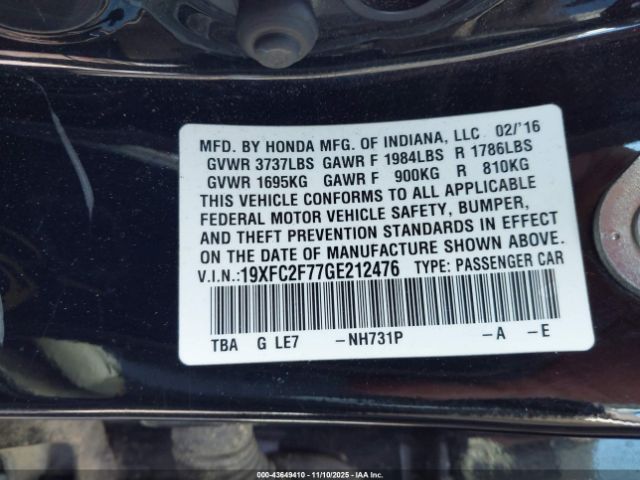 MFD. BY HONDA MFG. OF INDIANA, LLC 02/'16
GVWR 3737LBS GAWR F 1984LBS R 1786LBS
GVWR 1695KG GAWR F 900KG R 810KG
THIS VEHICLE CONFORMS TO ALL APPLICABLE
FEDERAL MOTOR VEHICLE SAFETY, BUMPER,
AND THEFT PREVENTION STANDARDS IN EFFECT
ON THE DATE OF MANUFACTURE SHOWN ABOVE.
V.I.N.:19XFC2F77GE212476 TYPE: PASSENGER CAR
TBA G LE7 -NH731P -A -E
000-43649410 - 11/10/2025 - IAAI